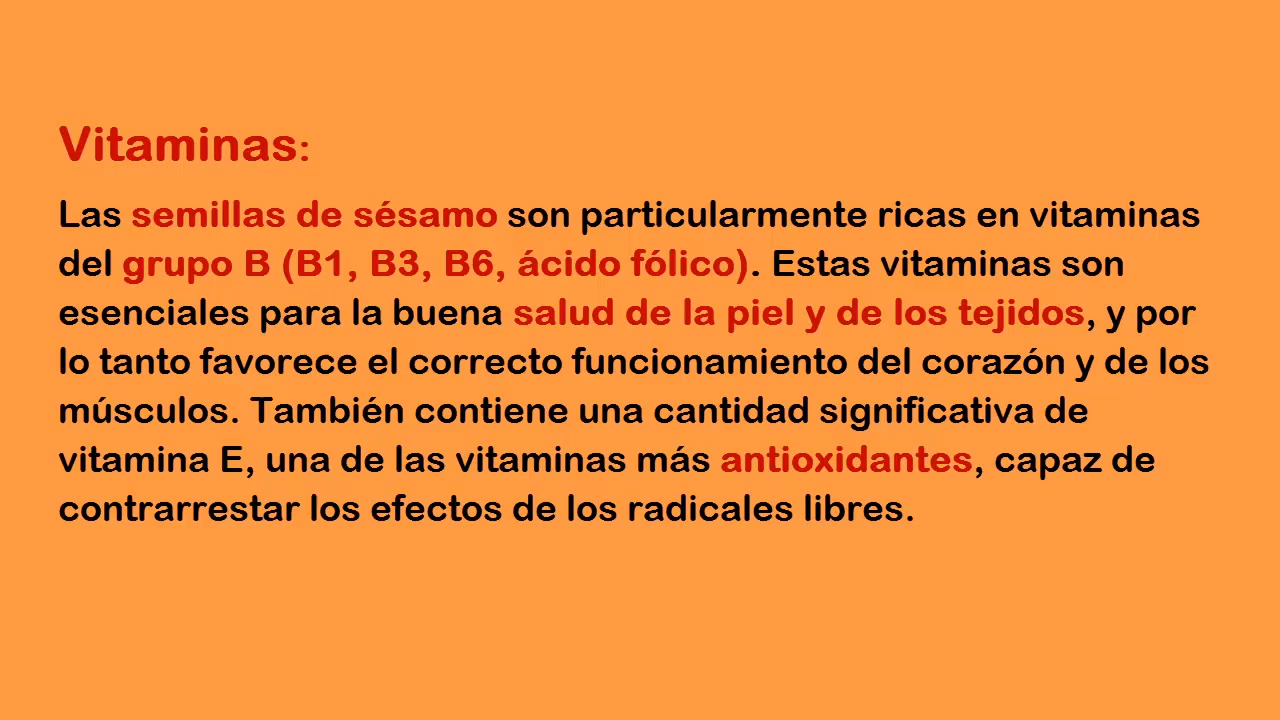 Vitaminas:
Las semillas de sésamo son particularmente ricas en vitaminas
del grupo B (B1, B3, B6, ácido fólico). Estas vitaminas son
esenciales para la buena salud de la piel y de los tejidos, y por
lo tanto favorece el correcto funcionamiento del corazón y de los
músculos. También contiene una cantidad significativa de
vitamina E, una de las vitaminas más antioxidantes, capaz de
contrarrestar los efectos de los radicales libres.